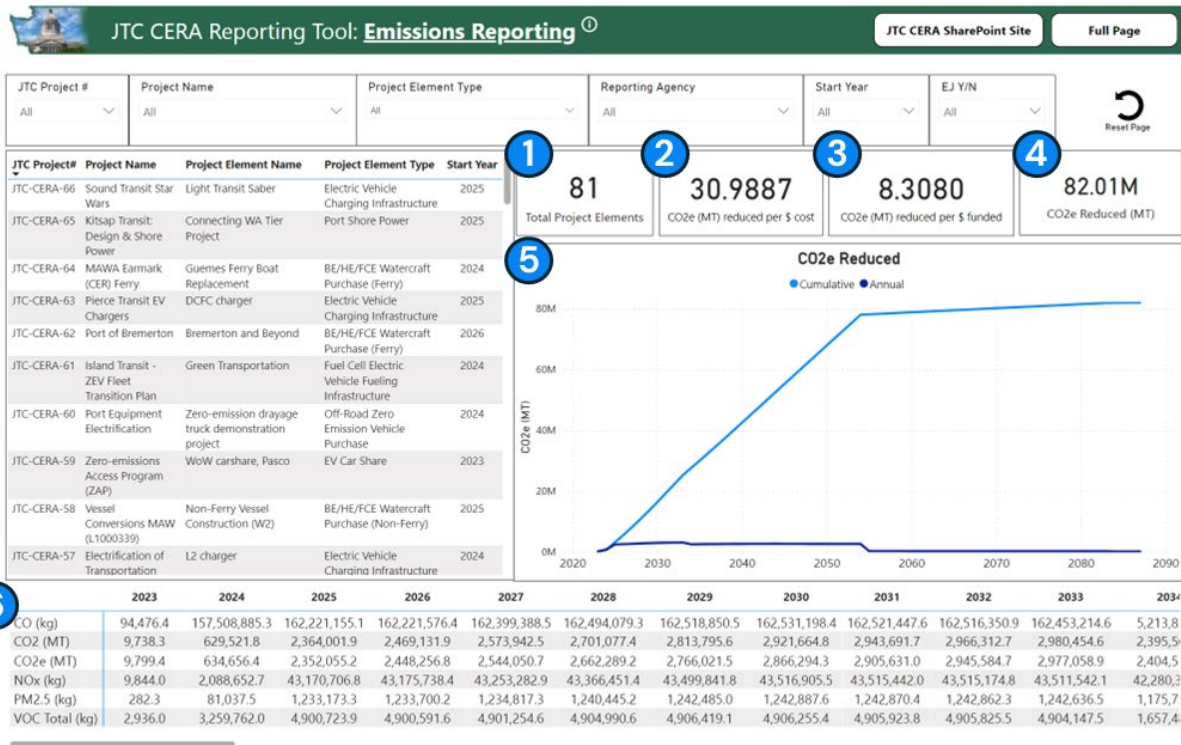 JTC CERA Reporting Tool: Emissions Reporting
JTC CERA SharePoint Site
Full Page
JTC Project #
All
Project Name
All
Project Element Type
All
Reporting Agency
All
Start Year
All
EJ Y/N
All
Reset Page
JTC Project# Project Name Project Element Name Project Element Type Start Year
JTC-CERA-66 Sound Transit Star Light Transit Saber Electric Vehicle 2025
Wars Charging Infrastructure
JTC-CERA-65 Kitsap Transit: Connecting WA Tier Port Shore Power 2025
Design & Shore Project
Power
JTC-CERA-64 MAWA Earmark Guemes Ferry Boat BE/HE/FCE Watercraft 2024
(CER) Ferry Replacement Purchase (Ferry)
JTC-CERA-63 Pierce Transit EV DCFC charger Electric Vehicle 2025
Chargers Charging Infrastructure
JTC-CERA-62 Port of Bremerton Bremerton and Beyond BE/HE/FCE Watercraft 2026
Purchase (Ferry)
JTC-CERA-61 Island Transit - Green Transportation Fuel Cell Electric 2024
ZEV Fleet Vehicle Fueling
Transition Plan Infrastructure
JTC-CERA-60 Port Equipment Zero-emission drayage Off-Road Zero 2024
Electrification truck demonstration Emission Vehicle
project Purchase
JTC-CERA-59 Zero-emissions WoW carshare, Pasco EV Car Share 2023
Access Program
(ZAP)
JTC-CERA-58 Vessel Non-Ferry Vessel BE/HE/FCE Watercraft 2025
Conversions MAW Construction (W2) Purchase (Non-Ferry)
(L1000339)
JTC-CERA-57 Electrification of L2 charger Electric Vehicle 2024
Transportation Charging Infrastructure
1
81
Total Project Elements
2
30.9887
CO2e (MT) reduced per $ cost
3
8.3080
CO2e (MT) reduced per $ funded
4
82.01M
CO2e Reduced (MT)
5
CO2e Reduced
Cumulative Annual
CO2e (MT)
80M
60M
40M
20M
0M
2020 2030 2040 2050 2060 2070 2080 2090
6
2023 2024 2025 2026 2027 2028 2029 2030 2031 2032 2033 2034
CO (kg) 94,476.4 157,508,885.3 162,221,155.1 162,221,576.4 162,399,388.5 162,494,079.3 162,518,850.5 162,531,198.4 162,521,447.6 162,516,350.9 162,453,214.6 5,213,8
CO2 (MT) 9,738.3 629,521.8 2,364,001.9 2,469,131.9 2,573,942.5 2,701,077.4 2,813,795.6 2,921,664.8 2,943,691.7 2,966,312.7 2,980,454.6 2,395,5
CO2e (MT) 9,799.4 634,656.4 2,352,055.2 2,448,256.8 2,544,050.7 2,662,289.2 2,766,021.5 2,866,294.3 2,905,631.0 2,945,584.7 2,977,058.9 2,404,5
NOx (kg) 9,844.0 2,088,652.7 43,170,706.8 43,175,738.4 43,253,282.9 43,366,451.4 43,499,841.8 43,516,905.5 43,515,442.0 43,515,174.8 43,511,542.1 42,280,3
PM2.5 (kg) 282.3 81,037.5 1,233,173.3 1,233,700.2 1,234,817.3 1,240,445.2 1,242,485.0 1,242,887.6 1,242,870.4 1,242,862.3 1,242,636.5 1,175,7
VOC Total (kg) 2,936.0 3,259,762.0 4,900,723.9 4,900,591.6 4,901,254.6 4,904,990.6 4,906,419.1 4,906,255.4 4,905,923.8 4,905,825.5 4,904,147.5 1,657,4